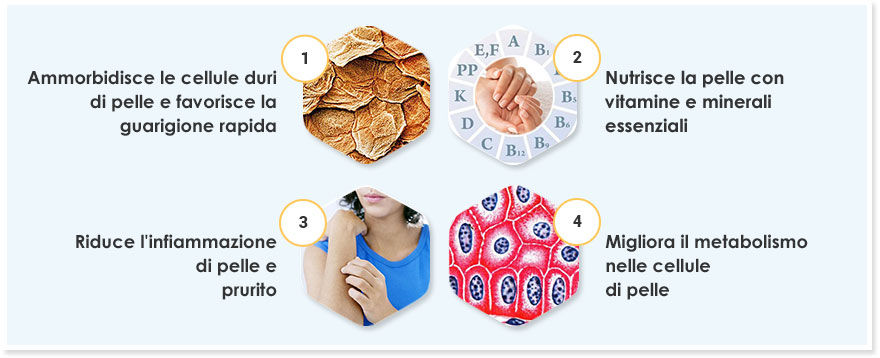 1
Ammorbidisce le cellule duri
di pelle e favorisce la
guarigione rapida
2
E,F
A
B1
PP
K
B5
D
B6
C
B12
B9
Nutrisce la pelle con
vitamine e minerali
essenziali
3
Riduce l'infiammazione
di pelle e
prurito
4
Migliora il metabolismo
nelle cellule
di pelle